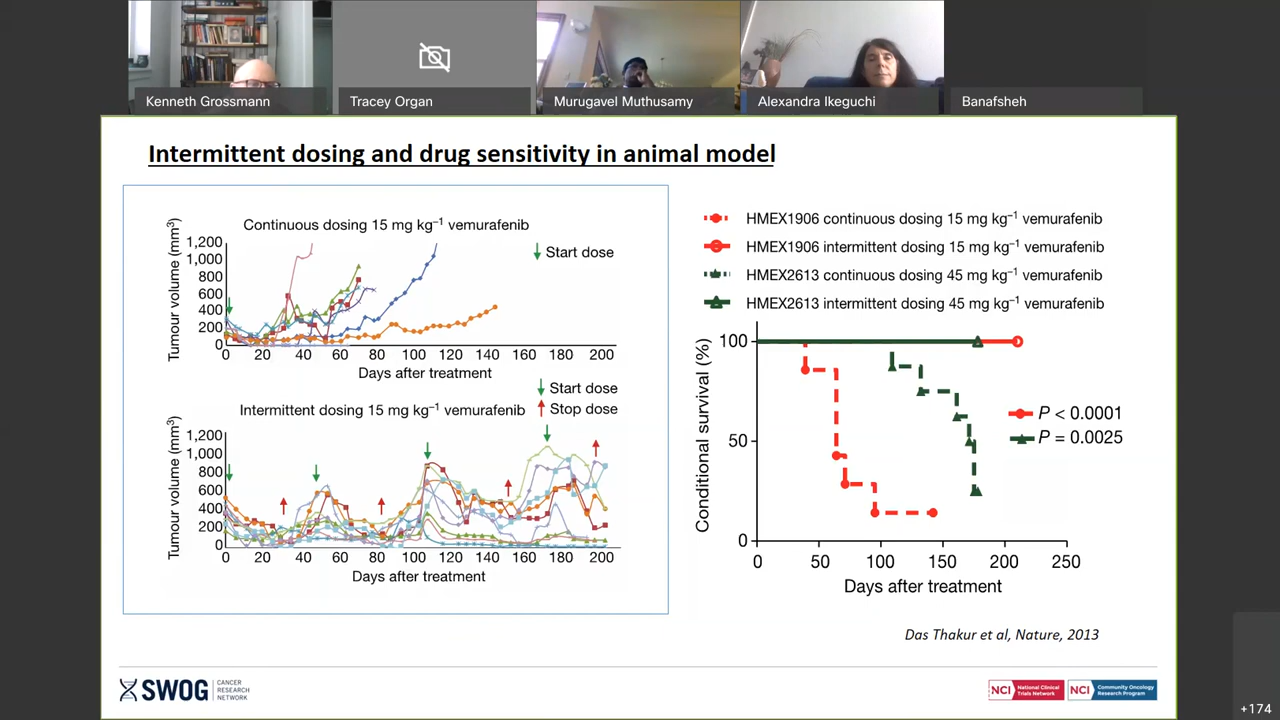 Kenneth Grossmann
Tracey Organ
Murugavel Muthusamy
Alexandra Ikeguchi
Banafsheh
Intermittent dosing and drug sensitivity in animal model
Continuous dosing 15 mg kg⁻¹ vemurafenib
Start dose
Tumour volume (mm³)
1,200
1000
800
600
400
200
0
0 20 40 60 80 100 120 140 160 180 200
Days after treatment
Start dose
Stop dose
Intermittent dosing 15 mg kg⁻¹ vemurafenib
Tumour volume (mm³)
1,200
1000
800
600
400
200
0
0 20 40 60 80 100 120 140 160 180 200
Days after treatment
HMEX1906 continuous dosing 15 mg kg⁻¹ vemurafenib
HMEX1906 intermittent dosing 15 mg kg⁻¹ vemurafenib
HMEX2613 continuous dosing 45 mg kg⁻¹ vemurafenib
HMEX2613 intermittent dosing 45 mg kg⁻¹ vemurafenib
Conditional survival (%)
100
50
0
P < 0.0001
P = 0.0025
0 50 100 150 200 250
Days after treatment
Das Thakur et al, Nature, 2013
SWOG
CANCER
RESEARCH
NETWORK
NCI National Clinical
Trials Network
NCI Community Oncology
Research Program
+174